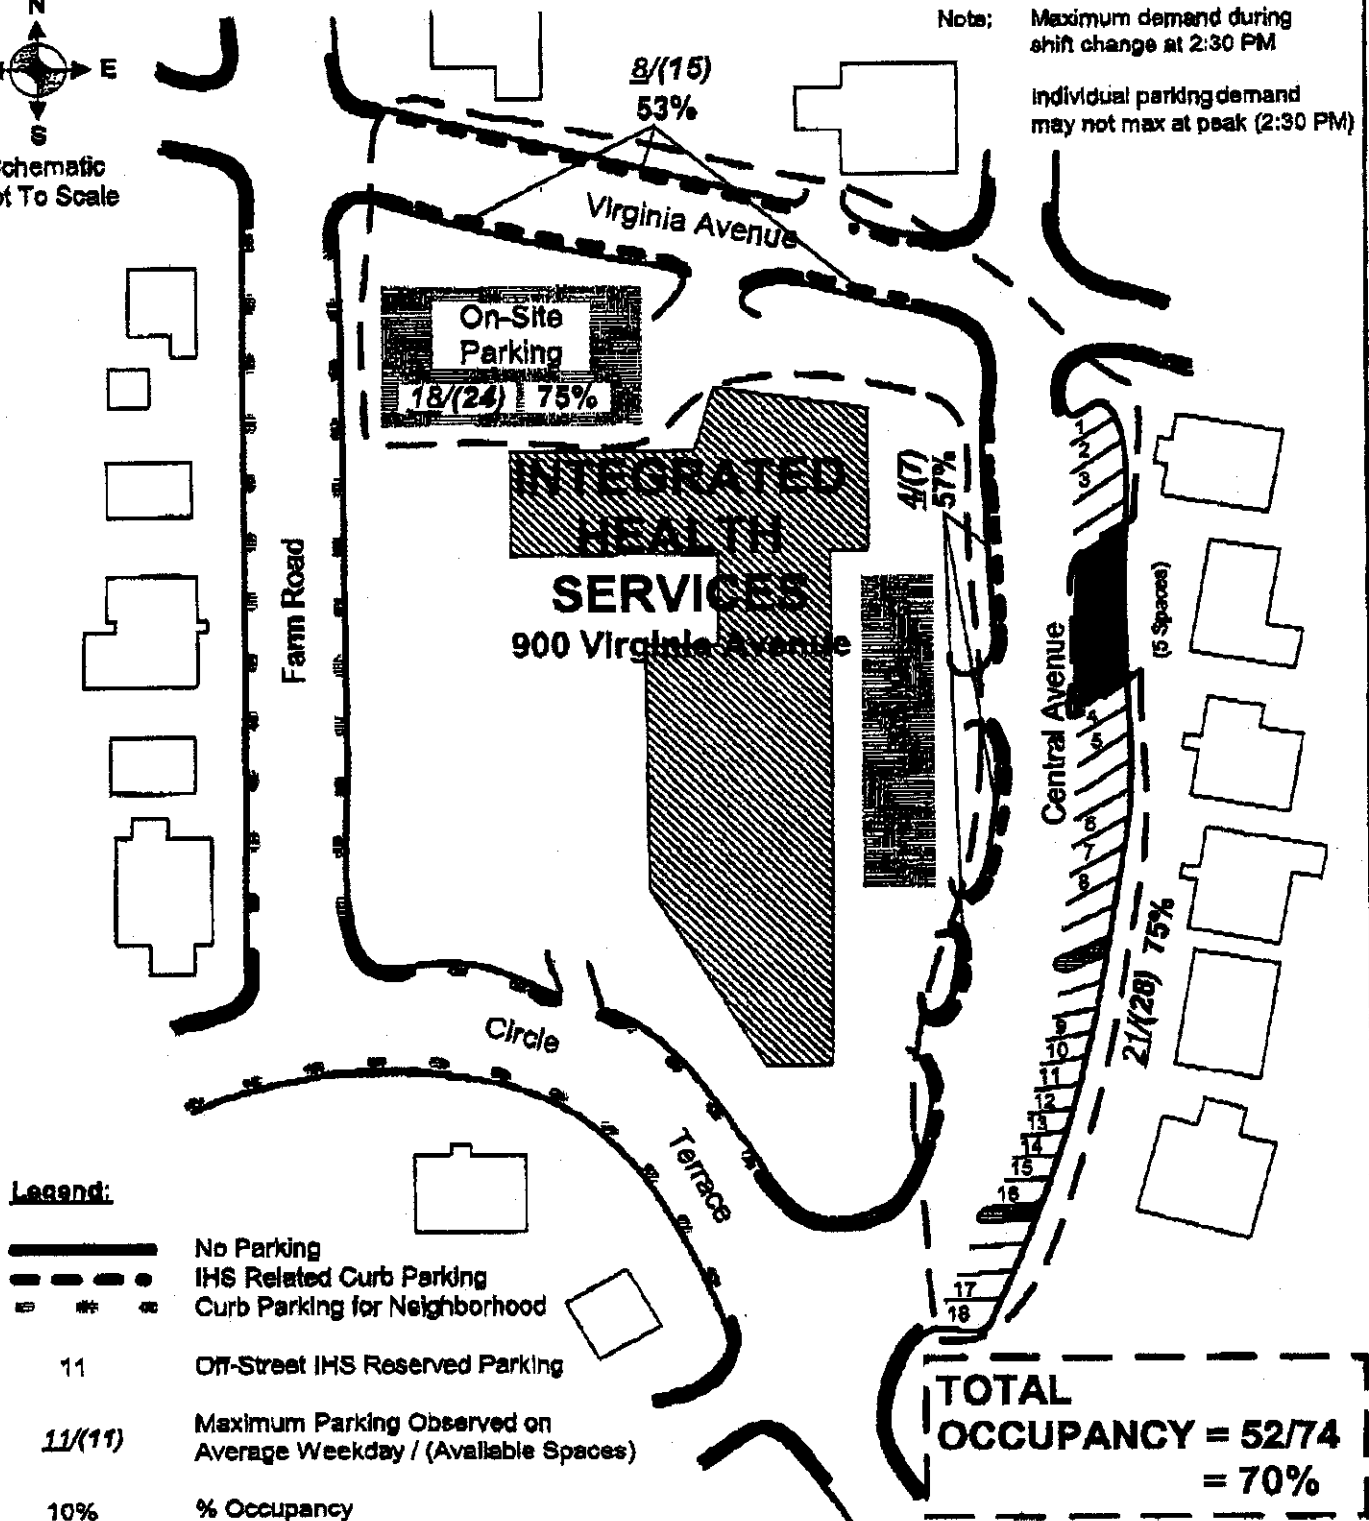 N
E
S
Schematic
Not To Scale
Note; Maximum demand during
shift change at 2:30 PM
Individual parking demand
may not max at peak (2:30 PM)
8/(15)
53%
Virginia Avenue
On-Site
Parking
18/(24) 75%
INTEGRATED
HEALTH
SERVICES
900 Virginia Avenue
4/(7)
57%
Farm Road
Central Avenue
(5 Spaces)
1
2
3
4
5
6
7
8
9
10
11
12
13
14
15
16
17
18
21/(28) 75%
Circle
Terrace
Legend:
No Parking
IHS Related Curb Parking
Curb Parking for Neighborhood
11 Off-Street IHS Reserved Parking
11/(11) Maximum Parking Observed on
Average Weekday / (Available Spaces)
10% % Occupancy
TOTAL
OCCUPANCY = 52/74
= 70%